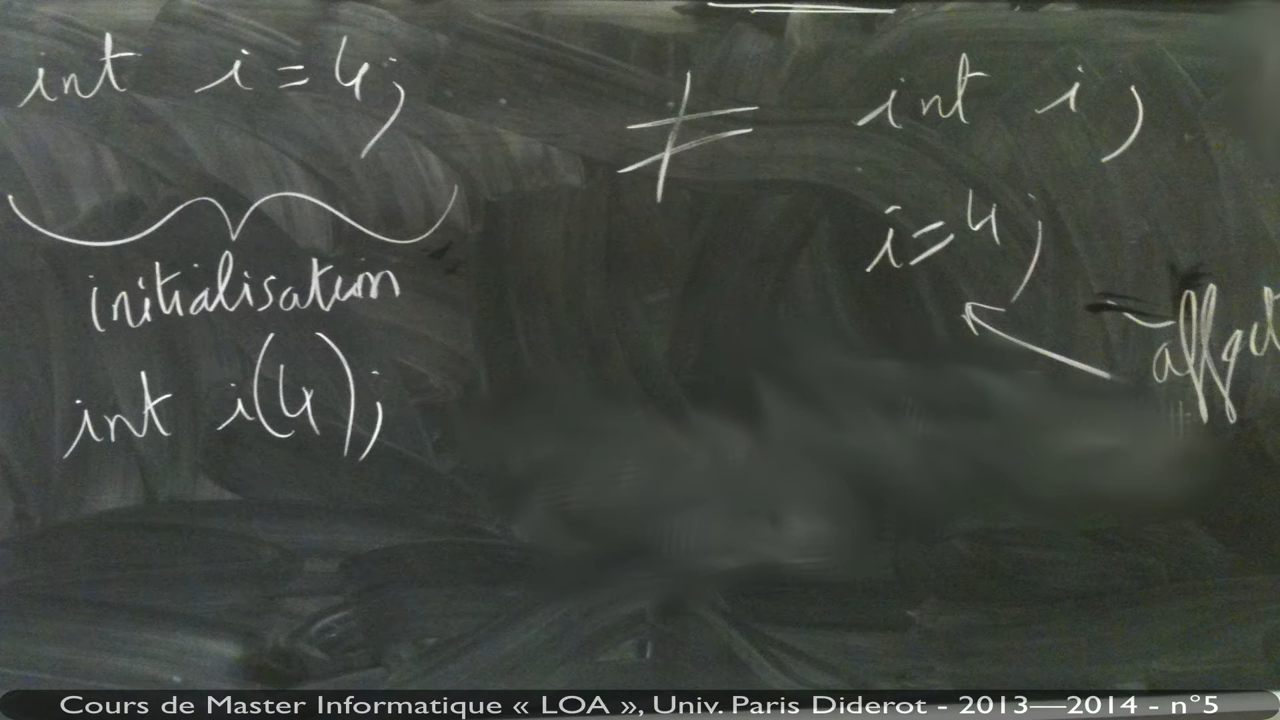 int i = 4;
initialisation
int i(4);
≠
int i;
i = 4;
Cours de Master Informatique « LOA », Univ. Paris Diderot - 2013—2014 - n°5